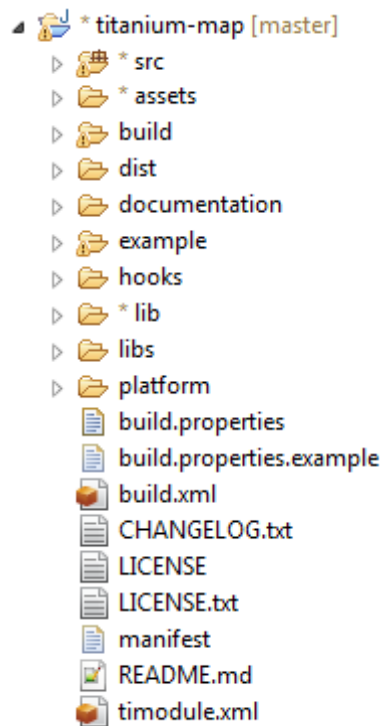 * titanium-map [master]
* src
* assets
build
dist
documentation
example
hooks
* lib
libs
platform
build.properties
build.properties.example
build.xml
CHANGELOG.txt
LICENSE
LICENSE.txt
manifest
README.md
timodule.xml